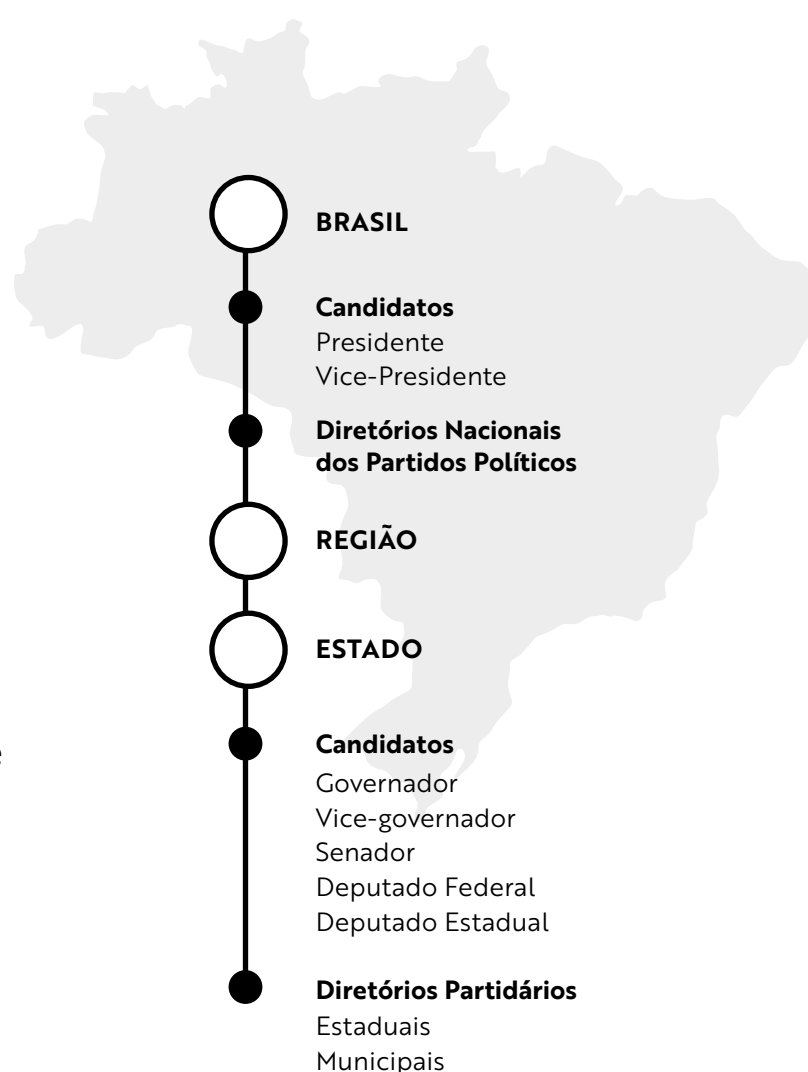 BRASIL
Candidatos
Presidente
Vice-Presidente
Diretórios Nacionais
dos Partidos Políticos
REGIÃO
ESTADO
Candidatos
Governador
Vice-governador
Senador
Deputado Federal
Deputado Estadual
Diretórios Partidários
Estaduais
Municipais